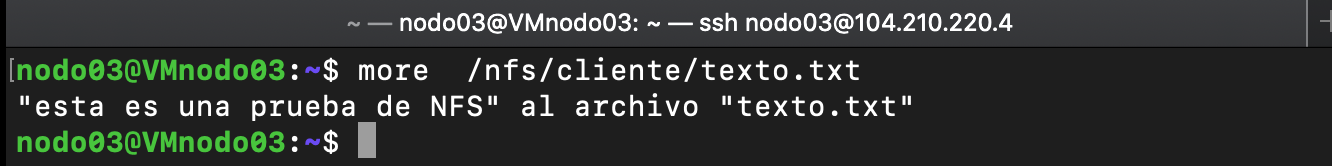 ~ — nodo03@VMnodo03: ~ — ssh nodo03@104.210.220.4
[nodo03@VMnodo03:~$ more  /nfs/cliente/texto.txt
"esta es una prueba de NFS" al archivo "texto.txt"
nodo03@VMnodo03:~$